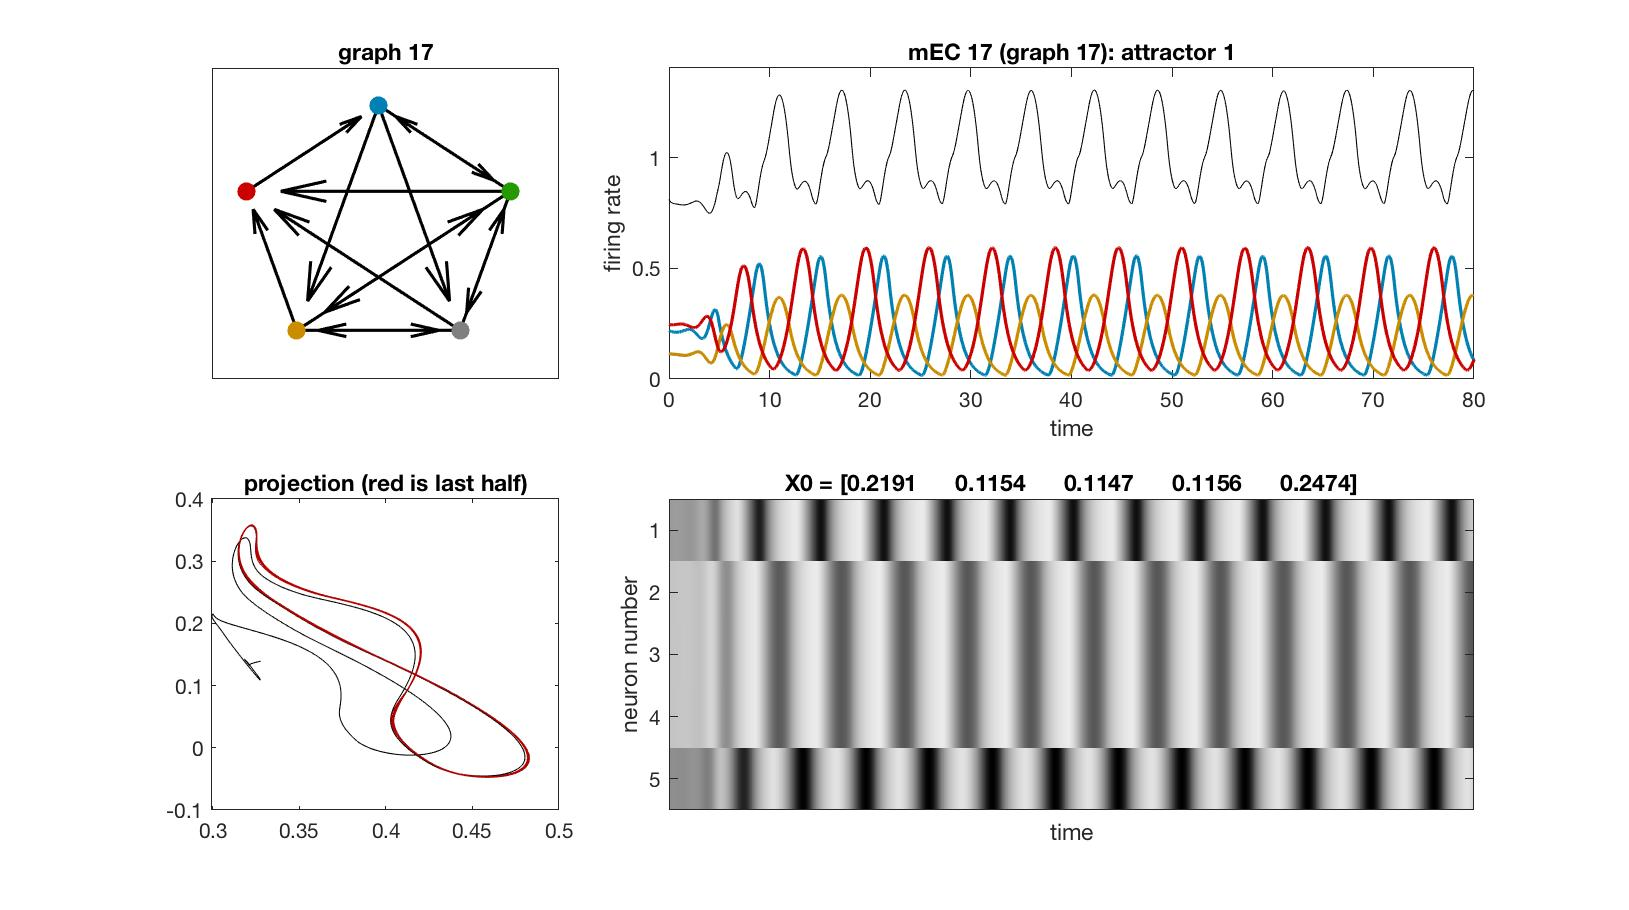 graph 17
mEC 17 (graph 17): attractor 1
firing rate
1
0.5
0
0 10 20 30 40 50 60 70 80
time
projection (red is last half)
0.4
0.3
0.2
0.1
0
-0.1
0.3 0.35 0.4 0.45 0.5
X0 = [0.2191 0.1154 0.1147 0.1156 0.2474]
neuron number
1
2
3
4
5
time